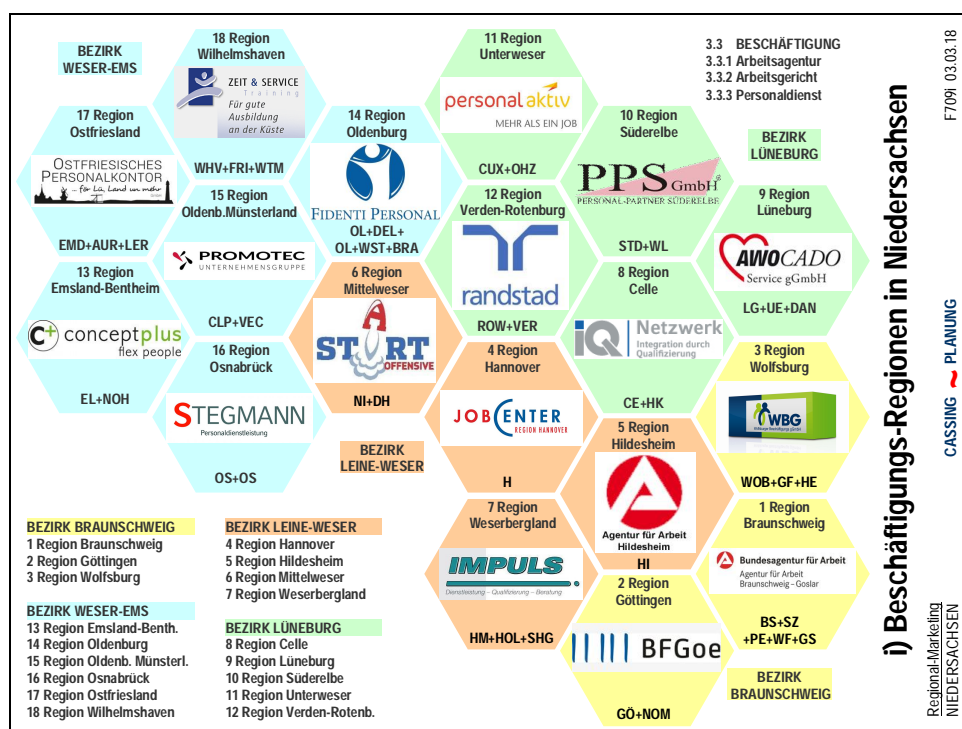 BEZIRK
WESER-EMS
18 Region
Wilhelmshaven
ZEIT & SERVICE
Training
Für gute
Ausbildung
an der Küste
WHV+FRI+WTM
11 Region
Unterweser
personal aktiv
MEHR ALS EIN JOB
CUX+OHZ
3.3 BESCHÄFTIGUNG
3.3.1 Arbeitsagentur
3.3.2 Arbeitsgericht
3.3.3 Personaldienst
17 Region
Ostfriesland
OSTFRIESISCHES
PERSONALKONTOR
EMD+AUR+LER
14 Region
Oldenburg
FIDENTI PERSONAL
OL+DEL+
OL+WST+BRA
10 Region
Süderelbe
PPS GmbH
PERSONAL-PARTNER SÜDERELBE
STD+WL
BEZIRK
LÜNEBURG
15 Region
Oldenb.Münsterland
PROMOTEC
UNTERNEHMENSGRUPPE
CLP+VEC
12 Region
Verden-Rotenburg
randstad
ROW+VER
9 Region
Lüneburg
AWOCADO
Service gGmbH
LG+UE+DAN
13 Region
Emsland-Bentheim
C+ conceptplus
flex people
EL+NOH
6 Region
Mittelweser
START
OFFENSIVE
NI+DH
8 Region
Celle
iQ Netzwerk
Integration durch
Qualifizierung
CE+HK
16 Region
Osnabrück
STEGMANN
Personaldienstleistung
OS+OS
4 Region
Hannover
JOBCENTER
REGION HANNOVER
H
3 Region
Wolfsburg
WBG
WOB+GF+HE
BEZIRK
LEINE-WESER
5 Region
Hildesheim
Agentur für Arbeit
Hildesheim
HI
7 Region
Weserbergland
IMPULS
Dienstleistung – Qualifizierung – Beratung
HM+HOL+SHG
1 Region
Braunschweig
Bundesagentur für Arbeit
Agentur für Arbeit
Braunschweig – Goslar
BS+SZ
+PE+WF+GS
2 Region
Göttingen
BFGoe
GÖ+NOM
BEZIRK
BRAUNSCHWEIG
BEZIRK BRAUNSCHWEIG
1 Region Braunschweig
2 Region Göttingen
3 Region Wolfsburg
BEZIRK LEINE-WESER
4 Region Hannover
5 Region Hildesheim
6 Region Mittelweser
7 Region Weserbergland
BEZIRK WESER-EMS
13 Region Emsland-Benth.
14 Region Oldenburg
15 Region Oldenb. Münsterl.
16 Region Osnabrück
17 Region Ostfriesland
18 Region Wilhelmshaven
BEZIRK LÜNEBURG
8 Region Celle
9 Region Lüneburg
10 Region Süderelbe
11 Region Unterweser
12 Region Verden-Rotenb.
i) Beschäftigungs-Regionen in Niedersachsen
F709i 03.03.18
CASSING ~ PLANUNG
Regional-Marketing
NIEDERSACHSEN